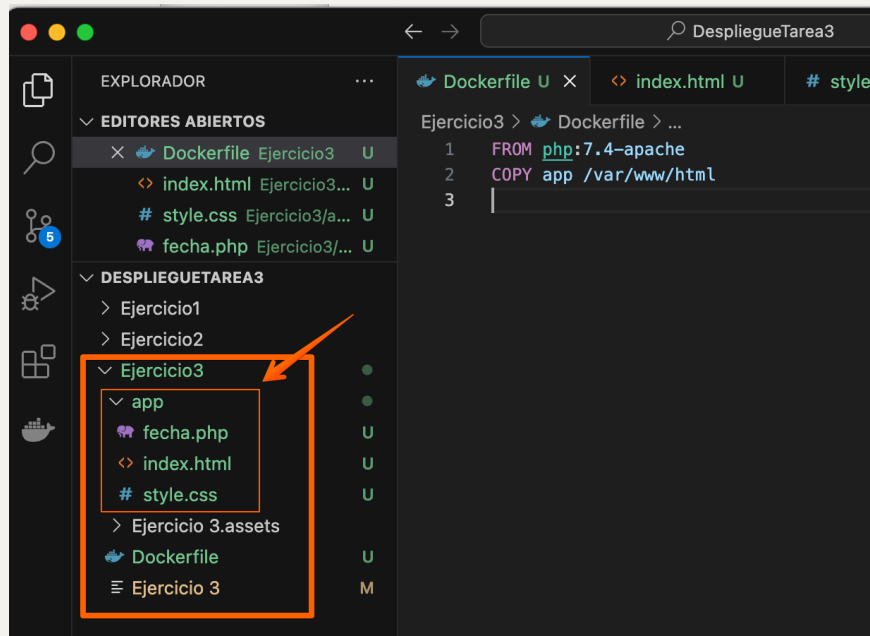 DespliegueTarea3
EXPLORADOR ...
Dockerfile U
index.html U
# style
EDITORES ABIERTOS
Dockerfile Ejercicio3 U
index.html Ejercicio3... U
# style.css Ejercicio3/a... U
fecha.php Ejercicio3/... U
Ejercicio3 > Dockerfile > ...
1 FROM php:7.4-apache
2 COPY app /var/www/html
3
5
DESPLIEGUETAREA3
Ejercicio1
Ejercicio2
Ejercicio3
app
fecha.php U
index.html U
# style.css U
Ejercicio 3.assets
Dockerfile U
Ejercicio 3 M